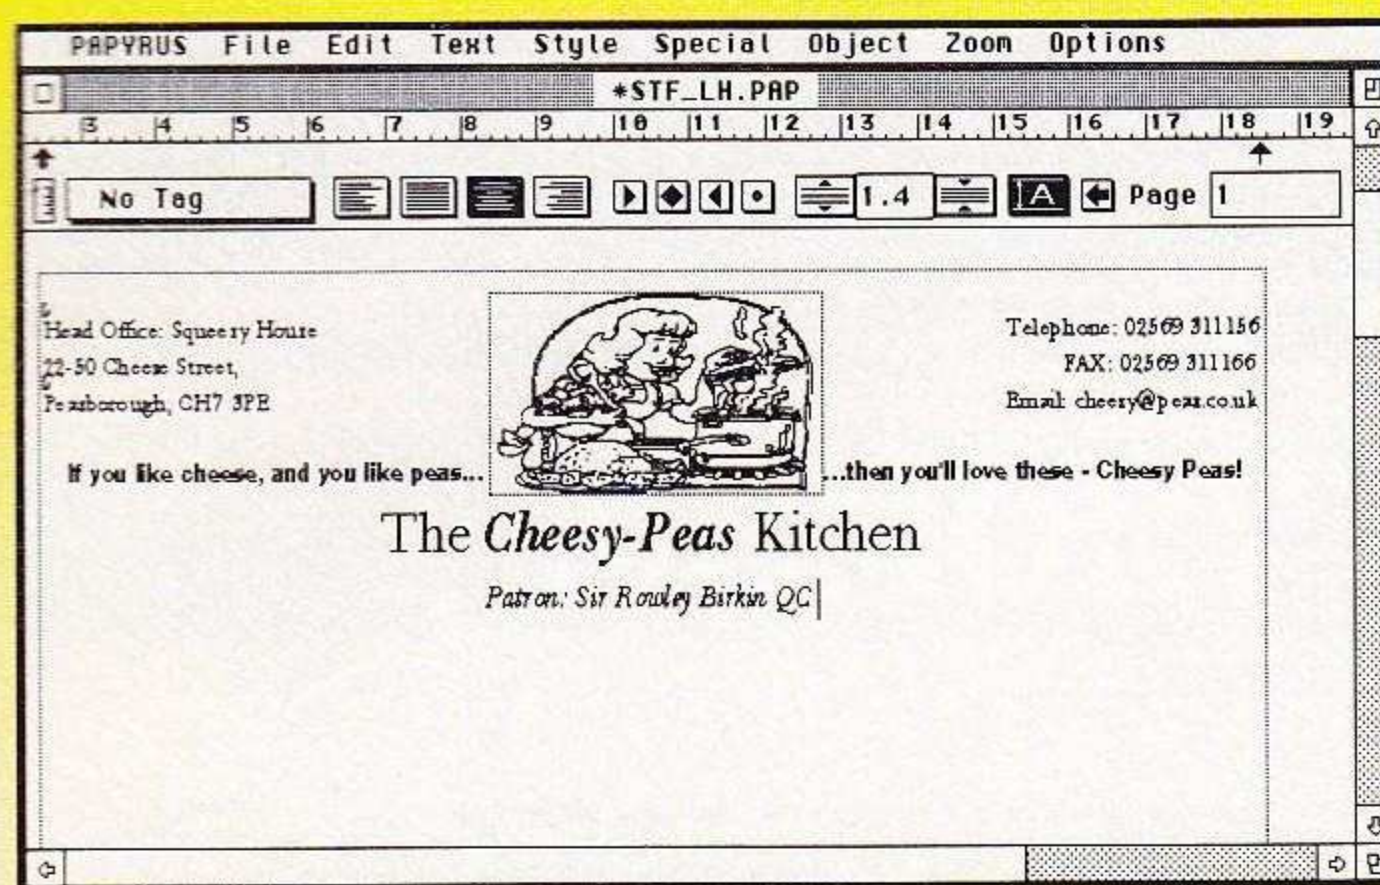 PAPYRUS File Edit Text Style Special Object Zoom Options
*STF_LH.PAP
3 4 5 6 7 8 9 10 11 12 13 14 15 16 17 18 19
No Tag 1.4 A Page 1
Head Office: Squeery House
22-50 Cheese Street,
Peasborough, CH7 3PE
Telephone: 02569 311156
FAX: 02569 311166
Email: cheesy@peas.co.uk
If you like cheese, and you like peas... ...then you'll love these - Cheesy Peas!
The Cheesy-Peas Kitchen
Patron: Sir Rowley Birkin QC